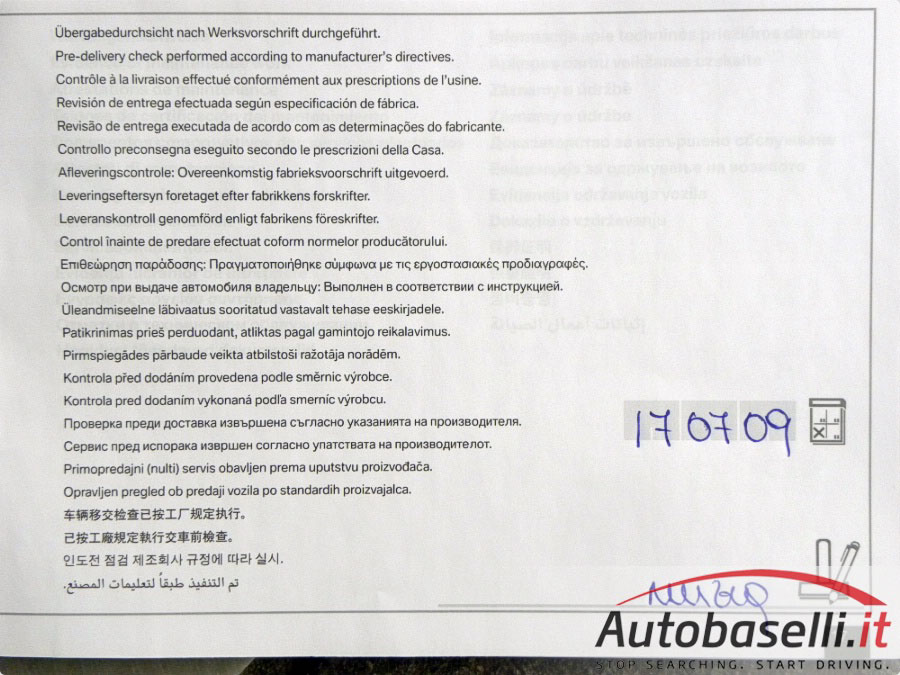 Übergabedurchsicht nach Werksvorschrift durchgeführt.
Pre-delivery check performed according to manufacturer's directives.
Contrôle à la livraison effectué conformément aux prescriptions de l'usine.
Revisión de entrega efectuada según especificación de fábrica.
Revisão de entrega executada de acordo com as determinações do fabricante.
Controllo preconsegna eseguito secondo le prescrizioni della Casa.
Afleveringscontrole: Overeenkomstig fabrieksvoorschrift uitgevoerd.
Leveringseftersyn foretaget efter fabrikkens forskrifter.
Leveranskontroll genomförd enligt fabrikens föreskrifter.
Control înainte de predare efectuat coform normelor producătorului.
Επιθεώρηση παράδοσης: Πραγματοποιήθηκε σύμφωνα με τις εργοστασιακές προδιαγραφές.
Осмотр при выдаче автомобиля владельцу: Выполнен в соответствии с инструкцией.
Üleandmiseelne läbivaatus sooritatud vastavalt tehase eeskirjadele.
Patikrinimas prieš perduodant, atliktas pagal gamintojo reikalavimus.
Pirmspiegādes pārbaude veikta atbilstoši ražotāja norādēm.
Kontrola před dodáním provedena podle směrnic výrobce.
Kontrola pred dodaním vykonaná podľa smerníc výrobcu.
Проверка преди доставка извършена съгласно указанията на производителя.
Сервис пред испорака извршен согласно упатствата на производителот.
Primopredajni (nulti) servis obavljen prema uputstvu proizvođača.
Opravljen pregled ob predaji vozila po standardih proizvajalca.
车辆移交检查已按工厂规定执行。
已按工廠規定執行交車前檢查。
인도전 점검 제조회사 규정에 따라 실시.
تم التنفيذ طبقاً لتعليمات المصنع.
17 07 09
Autobaselli.it
STOP SEARCHING. START DRIVING.